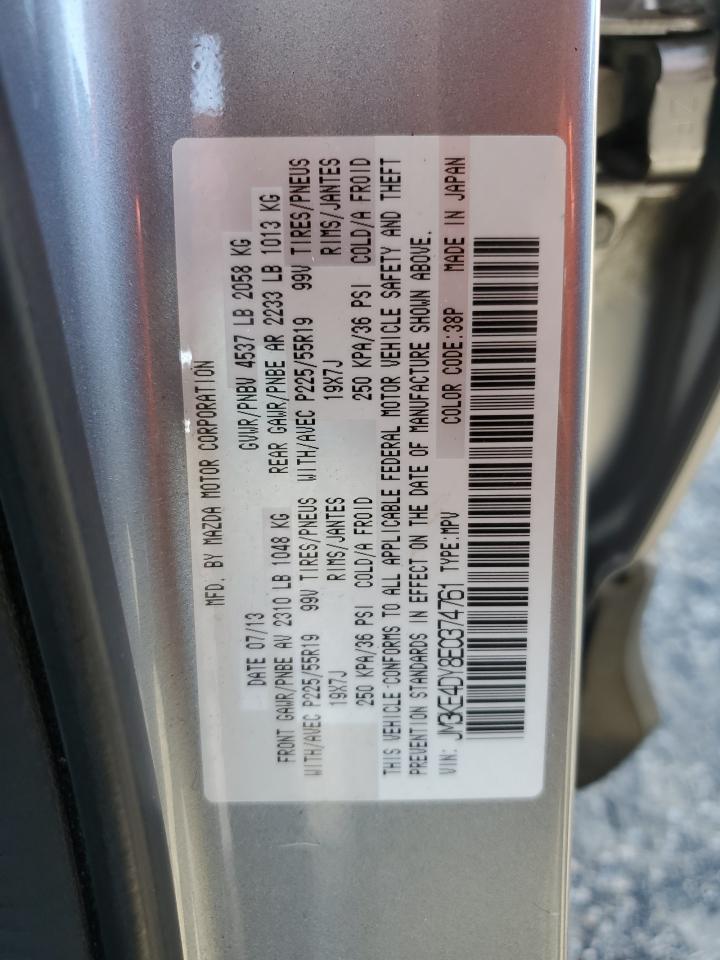 MFD. BY MAZDA MOTOR CORPORATION
DATE 07/13 GVWR/PNBV 4537 LB 2058 KG
FRONT GAWR/PNBE AV 2310 LB 1048 KG REAR GAWR/PNBE AR 2233 LB 1013 KG
WITH/AVEC P225/55R19 99V TIRES/PNEUS WITH/AVEC P225/55R19 99V TIRES/PNEUS
19X7J RIMS/JANTES 19X7J RIMS/JANTES
250 KPA/36 PSI COLD/A FROID 250 KPA/36 PSI COLD/A FROID
THIS VEHICLE CONFORMS TO ALL APPLICABLE FEDERAL MOTOR VEHICLE SAFETY AND THEFT
PREVENTION STANDARDS IN EFFECT ON THE DATE OF MANUFACTURE SHOWN ABOVE.
VIN: JM3KE4DY8E0374761 TYPE:MPV COLOR CODE:38P MADE IN JAPAN